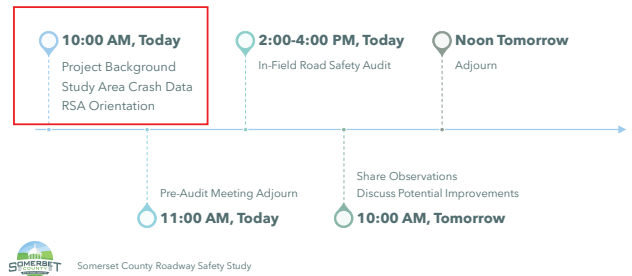 10:00 AM, Today
Project Background
Study Area Crash Data
RSA Orientation
2:00-4:00 PM, Today
In-Field Road Safety Audit
Noon Tomorrow
Adjourn
Pre-Audit Meeting Adjourn
11:00 AM, Today
Share Observations
Discuss Potential Improvements
10:00 AM, Tomorrow
SOMERSET
COUNTY
Somerset County Roadway Safety Study